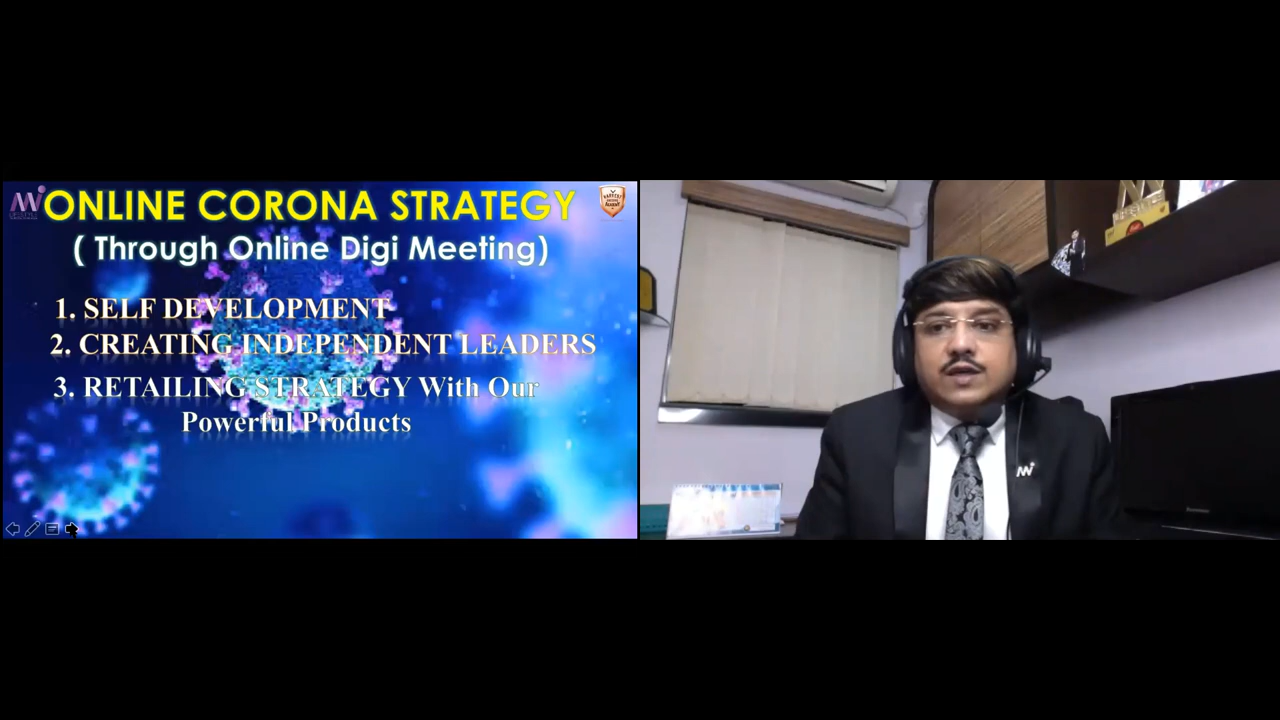 ONLINE CORONA STRATEGY
( Through Online Digi Meeting)
1. SELF DEVELOPMENT
2. CREATING INDEPENDENT LEADERS
3. RETAILING STRATEGY With Our
Powerful Products